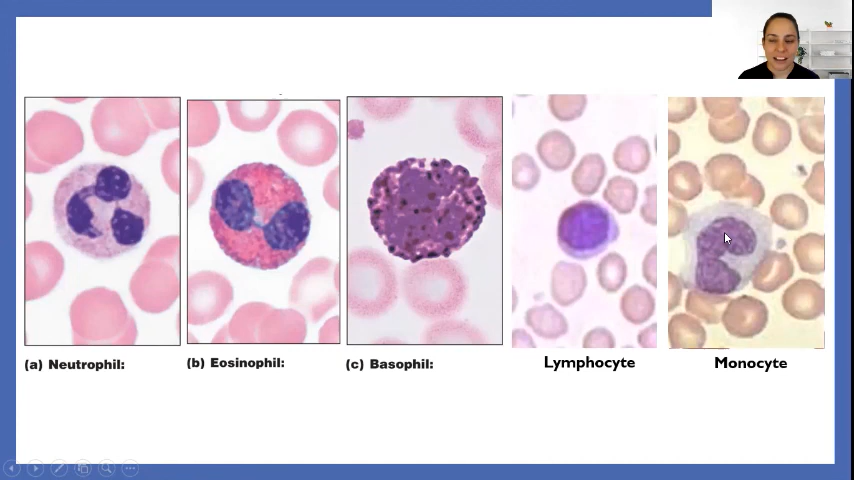 (a) Neutrophil:
(b) Eosinophil:
(c) Basophil:
Lymphocyte
Monocyte